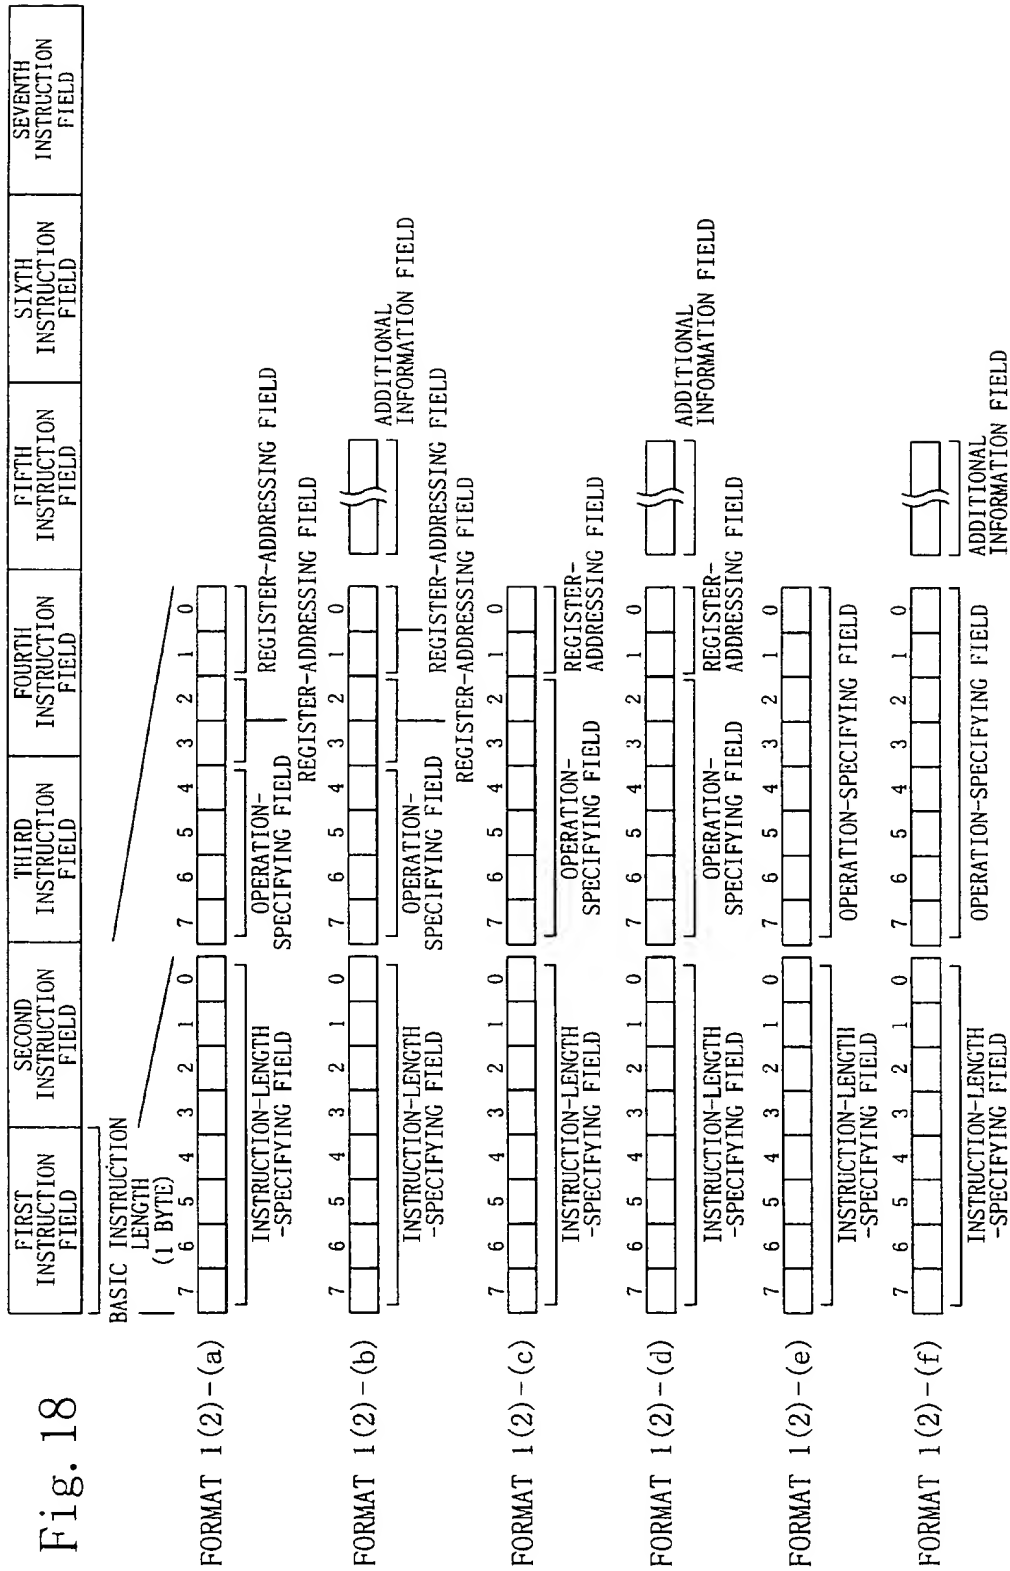 Fig. 18
FIRST
INSTRUCTION
FIELD
SECOND
INSTRUCTION
FIELD
THIRD
INSTRUCTION
FIELD
FOURTH
INSTRUCTION
FIELD
FIFTH
INSTRUCTION
FIELD
SIXTH
INSTRUCTION
FIELD
SEVENTH
INSTRUCTION
FIELD
BASIC INSTRUCTION
LENGTH
(1 BYTE)
FORMAT 1(2)-(a)
7 6 5 4 3 2 1 0
7 6 5 4 3 2 1 0
INSTRUCTION-LENGTH
-SPECIFYING FIELD
OPERATION-
SPECIFYING FIELD
REGISTER-ADDRESSING FIELD
REGISTER-ADDRESSING FIELD
FORMAT 1(2)-(b)
7 6 5 4 3 2 1 0
7 6 5 4 3 2 1 0
INSTRUCTION-LENGTH
-SPECIFYING FIELD
OPERATION-
SPECIFYING FIELD
REGISTER-ADDRESSING FIELD
REGISTER-ADDRESSING FIELD
ADDITIONAL
INFORMATION FIELD
FORMAT 1(2)-(c)
7 6 5 4 3 2 1 0
7 6 5 4 3 2 1 0
INSTRUCTION-LENGTH
-SPECIFYING FIELD
OPERATION-
SPECIFYING FIELD
REGISTER-
ADDRESSING FIELD
FORMAT 1(2)-(d)
7 6 5 4 3 2 1 0
7 6 5 4 3 2 1 0
INSTRUCTION-LENGTH
-SPECIFYING FIELD
OPERATION-
SPECIFYING FIELD
REGISTER-
ADDRESSING FIELD
ADDITIONAL
INFORMATION FIELD
FORMAT 1(2)-(e)
7 6 5 4 3 2 1 0
7 6 5 4 3 2 1 0
INSTRUCTION-LENGTH
-SPECIFYING FIELD
OPERATION-SPECIFYING FIELD
FORMAT 1(2)-(f)
7 6 5 4 3 2 1 0
7 6 5 4 3 2 1 0
INSTRUCTION-LENGTH
-SPECIFYING FIELD
OPERATION-SPECIFYING FIELD
ADDITIONAL
INFORMATION FIELD